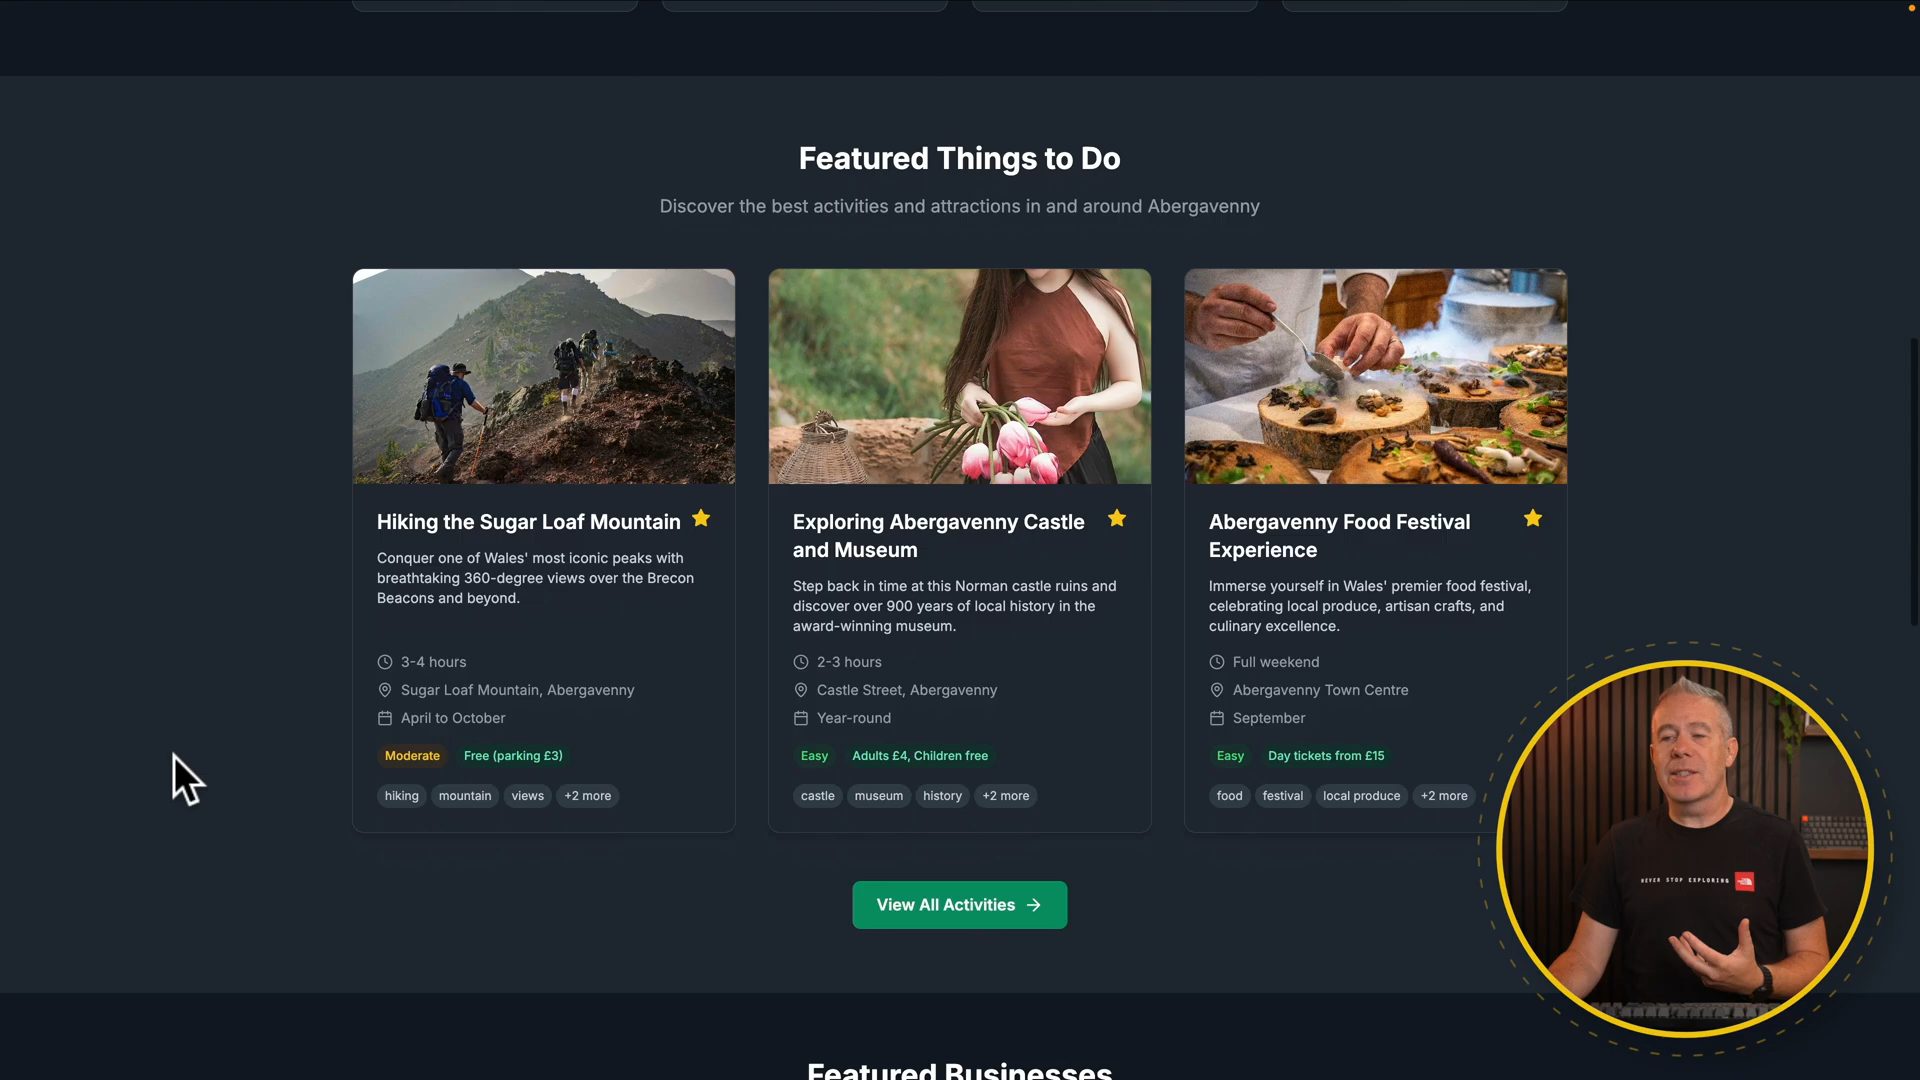 Featured Things to Do
Discover the best activities and attractions in and around Abergavenny
Hiking the Sugar Loaf Mountain
Conquer one of Wales' most iconic peaks with
breathtaking 360-degree views over the Brecon
Beacons and beyond.
3-4 hours
Sugar Loaf Mountain, Abergavenny
April to October
Moderate
Free (parking £3)
hiking
mountain
views
+2 more
Exploring Abergavenny Castle
and Museum
Step back in time at this Norman castle ruins and
discover over 900 years of local history in the
award-winning museum.
2-3 hours
Castle Street, Abergavenny
Year-round
Easy
Adults £4, Children free
castle
museum
history
+2 more
Abergavenny Food Festival
Experience
Immerse yourself in Wales' premier food festival,
celebrating local produce, artisan crafts, and
culinary excellence.
Full weekend
Abergavenny Town Centre
September
Easy
Day tickets from £15
food
festival
local produce
+2 more
View All Activities
NEVER STOP EXPLORING
Featured Businesses